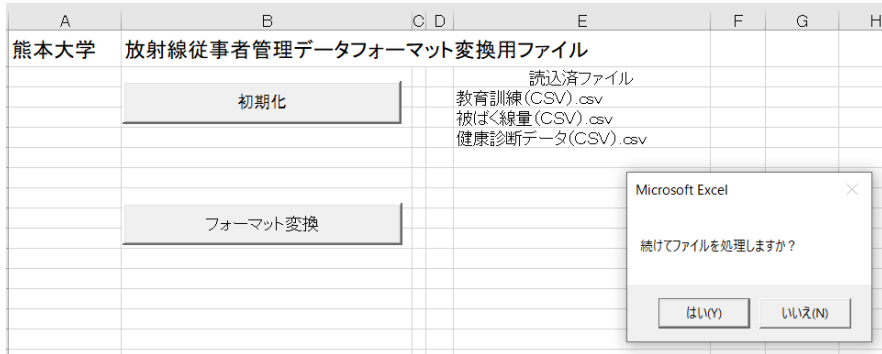 A B C D E F G H
熊本大学 放射線従事者管理データフォーマット変換用ファイル
読込済ファイル
初期化
教育訓練(CSV).csv
被ばく線量(CSV).csv
健康診断データ(CSV).csv
フォーマット変換
Microsoft Excel
続けてファイルを処理しますか?
はい(Y) いいえ(N)